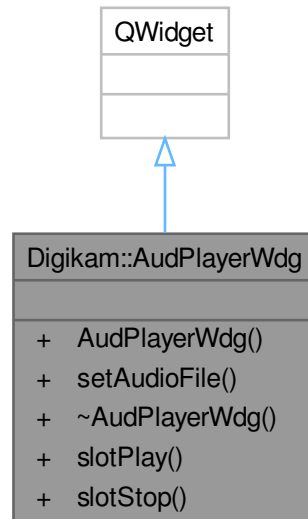 QWidget
Digikam::AudPlayerWdg
+ AudPlayerWdg()
+ setAudioFile()
+ ~AudPlayerWdg()
+ slotPlay()
+ slotStop()